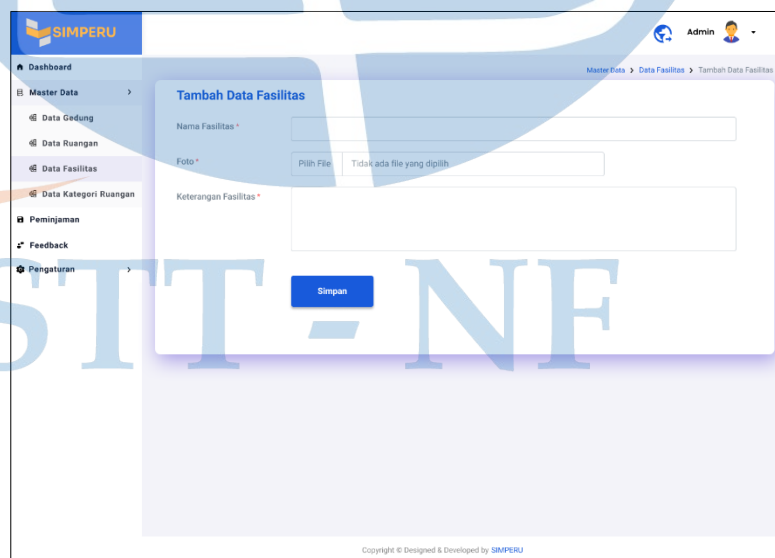 SIMPERU
Admin
Dashboard
Master Data
Data Gedung
Data Ruangan
Data Fasilitas
Data Kategori Ruangan
Peminjaman
Feedback
Pengaturan
Master Data > Data Fasilitas > Tambah Data Fasilitas
Tambah Data Fasilitas
Nama Fasilitas *
Foto *
Pilih File Tidak ada file yang dipilih
Keterangan Fasilitas *
Simpan
STT - NF
Copyright © Designed & Developed by SIMPERU